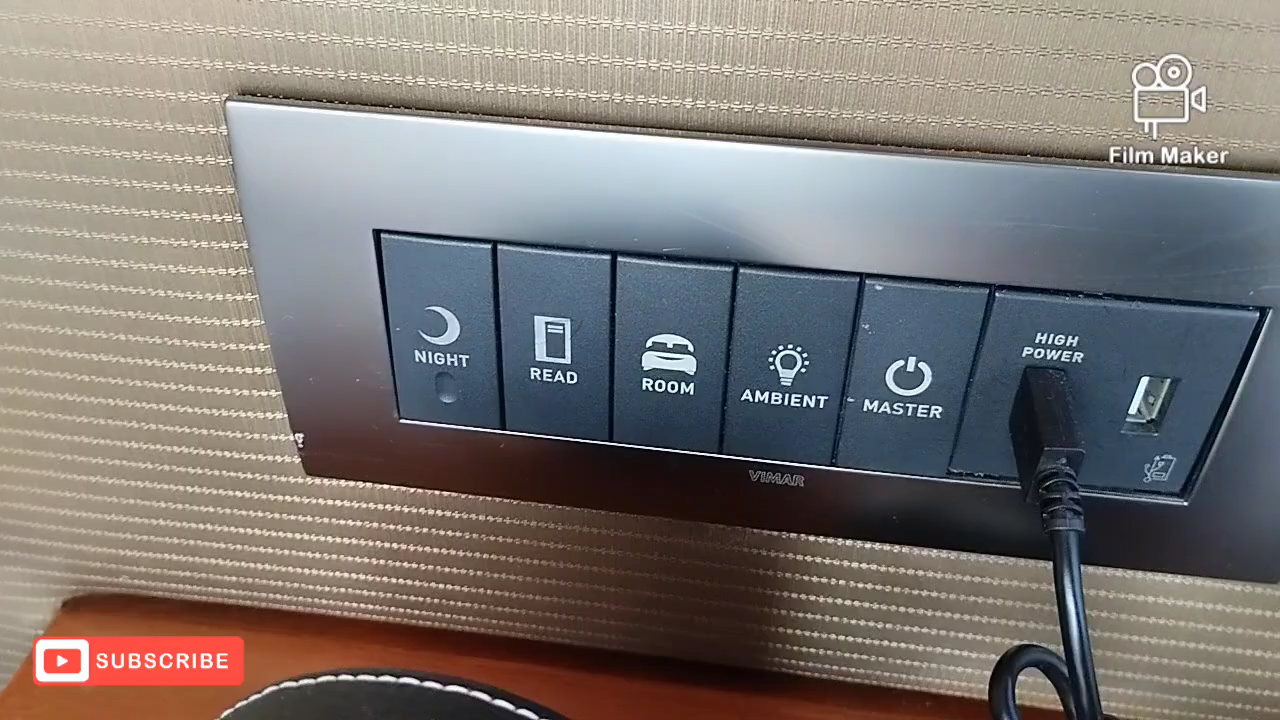 Film Maker
NIGHT
READ
ROOM
AMBIENT
MASTER
HIGH
POWER
VIMAR
SUBSCRIBE